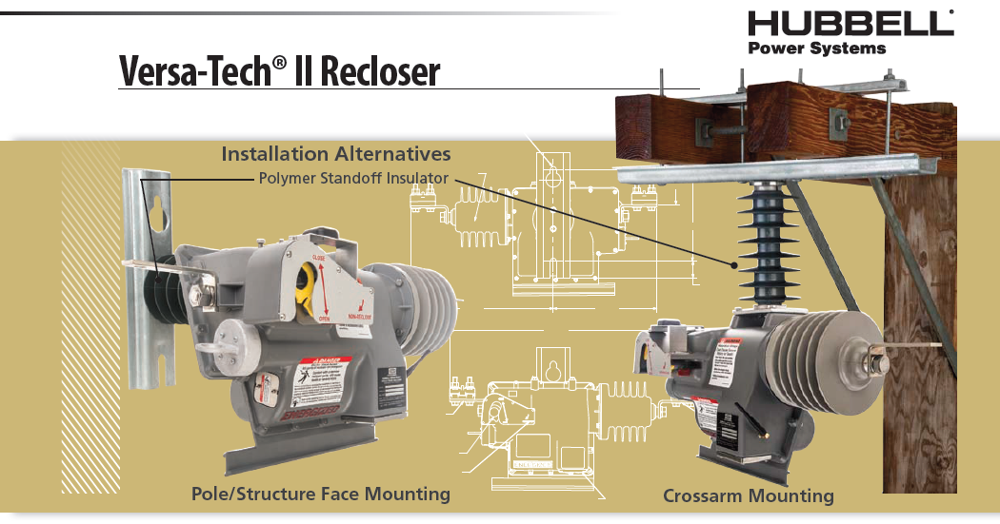 HUBBELL®
Power Systems
Versa-Tech® II Recloser
Installation Alternatives
Polymer Standoff Insulator
CLOSE
OPEN
NON-RECLOSE
DANGER
ENERGIZED
Pole/Structure Face Mounting
Crossarm Mounting